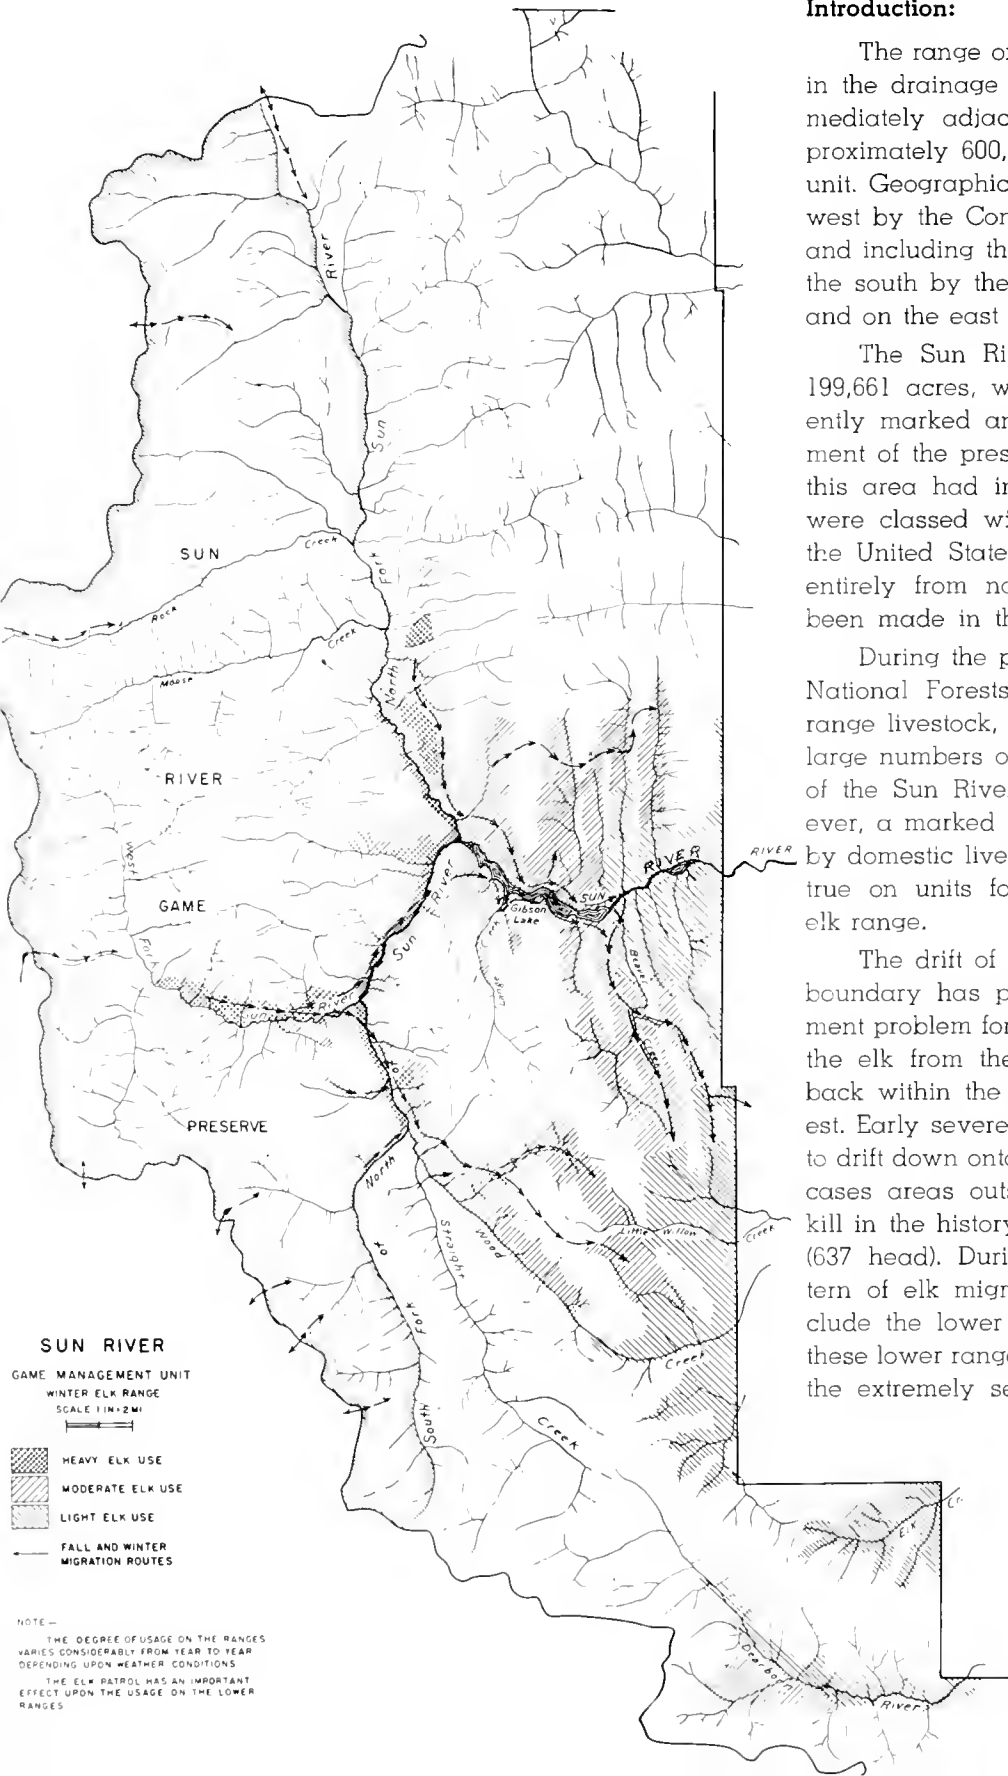 Introduction:
The range o
in the drainage
mediately adjac
proximately 600,
unit. Geographic
west by the Con
and including th
the south by the
and on the east
The Sun Ri
199,661 acres, w
ently marked an
ment of the pres
this area had in
were classed wi
the United State
entirely from no
been made in th
During the p
National Forests
range livestock,
large numbers o
of the Sun Rive
ever, a marked
by domestic live
true on units fo
elk range.
The drift of
boundary has p
ment problem for
the elk from the
back within the
est. Early severe
to drift down onto
cases areas outs
kill in the history
(637 head). Duri
tern of elk migr
clude the lower
these lower range
the extremely se
River
Sun
Fork
North
SUN
Rock Creek
Moose Creek
RIVER
West
Fork
GAME
Sun River
Sun River
PRESERVE
Gibson
Lake
SUN RIVER
RIVER
Creek
Beaver
Creek
North
Fork
of
South
Fork
of
Straight
Creek
Wood
Creek
Little Willow
Creek
Elk
Cr.
Dearborn
River
SUN RIVER
GAME MANAGEMENT UNIT
WINTER ELK RANGE
SCALE 1 IN=2 MI
HEAVY ELK USE
MODERATE ELK USE
LIGHT ELK USE
FALL AND WINTER
MIGRATION ROUTES
NOTE—
THE DEGREE OF USAGE ON THE RANGES
VARIES CONSIDERABLY FROM YEAR TO YEAR
DEPENDING UPON WEATHER CONDITIONS
THE ELK PATROL HAS AN IMPORTANT
EFFECT UPON THE USAGE ON THE LOWER
RANGES